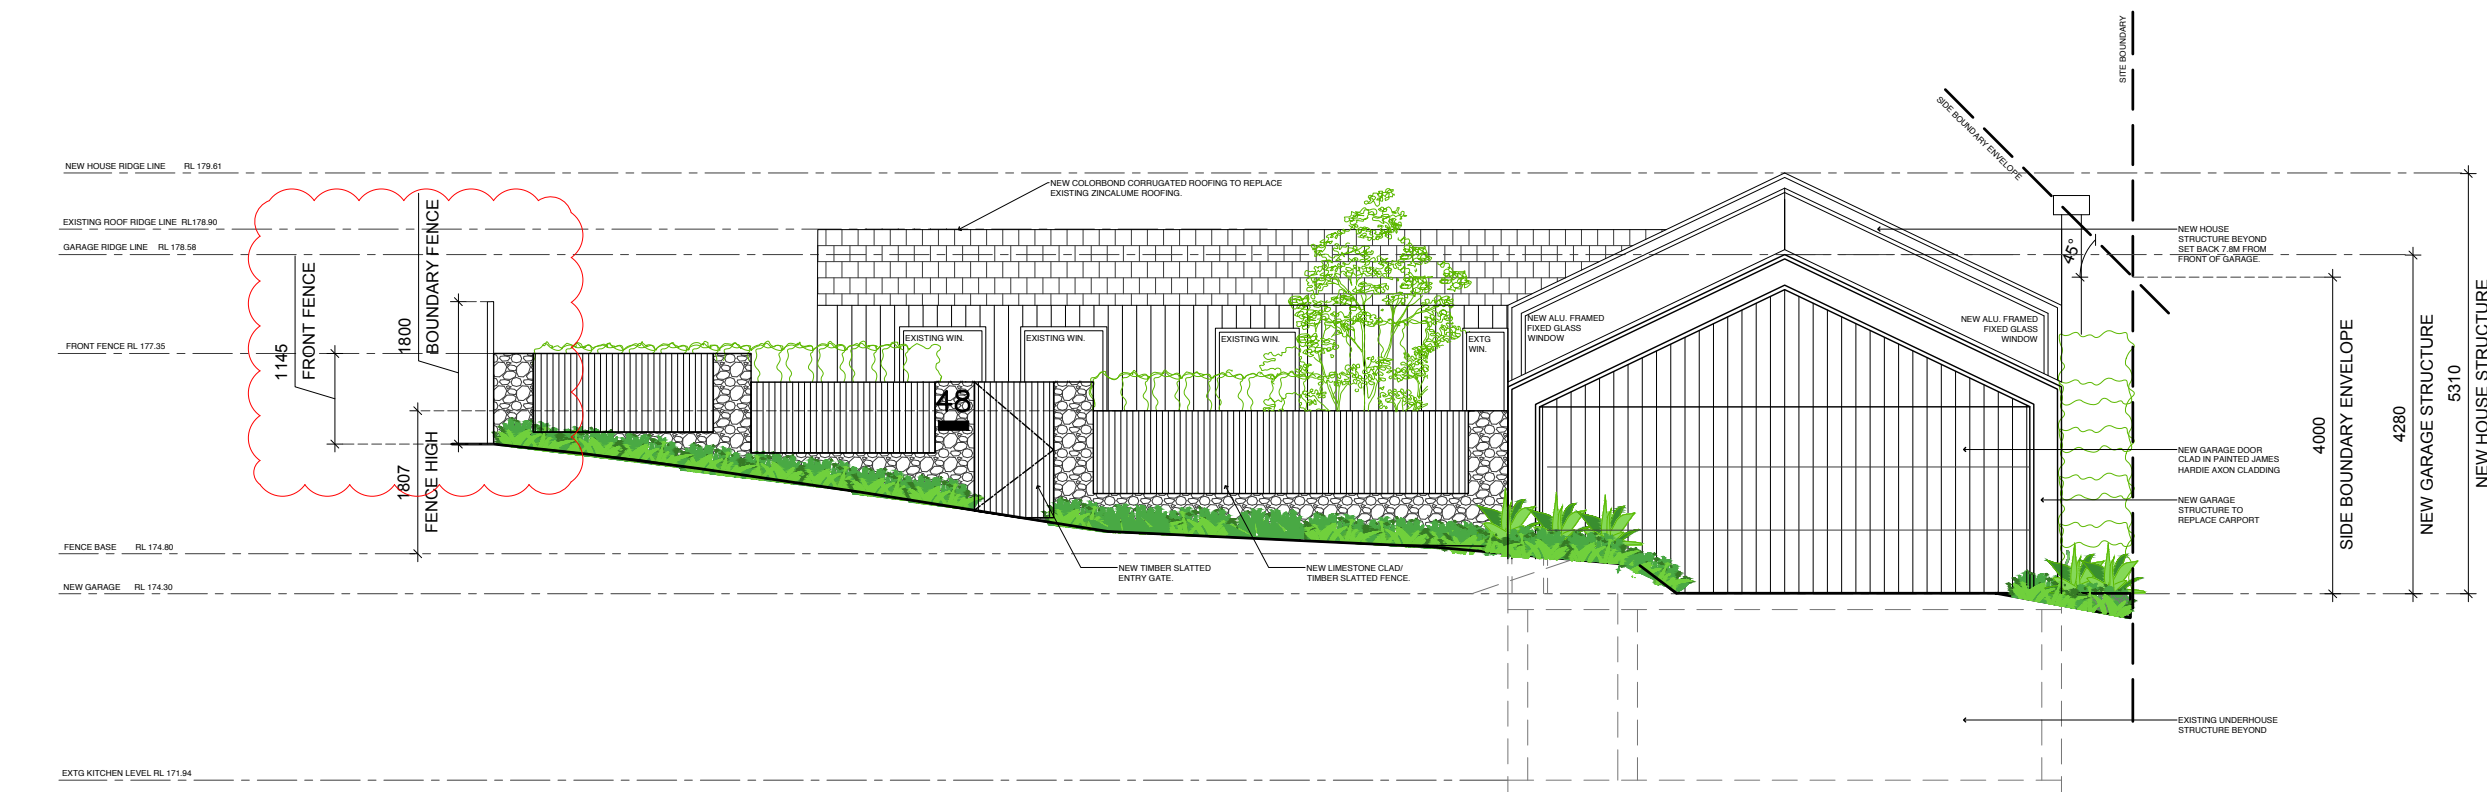 SITE BOUNDARY
SIDE BOUNDARY ENVELOPE
NEW HOUSE RIDGE LINE RL 179.61
EXISTING ROOF RIDGE LINE RL178.90
GARAGE RIDGE LINE RL 178.58
FRONT FENCE RL 177.35
FENCE BASE RL 174.80
NEW GARAGE RL 174.30
EXTG KITCHEN LEVEL RL 171.94
1145
FRONT FENCE
1800
BOUNDARY FENCE
1807
FENCE HIGH
NEW COLORBOND CORRUGATED ROOFING TO REPLACE
EXISTING ZINCALUME ROOFING.
EXISTING WIN.
EXISTING WIN.
EXISTING WIN.
EXTG
WIN.
48
NEW ALU. FRAMED
FIXED GLASS
WINDOW
NEW ALU. FRAMED
FIXED GLASS
WINDOW
NEW TIMBER SLATTED
ENTRY GATE.
NEW LIMESTONE CLAD/
TIMBER SLATTED FENCE.
45°
NEW HOUSE
STRUCTURE BEYOND
SET BACK 7.8M FROM
FRONT OF GARAGE.
NEW GARAGE DOOR
CLAD IN PAINTED JAMES
HARDIE AXON CLADDING
NEW GARAGE
STRUCTURE TO
REPLACE CARPORT
EXISTING UNDERHOUSE
STRUCTURE BEYOND
4000
SIDE BOUNDARY ENVELOPE
4280
NEW GARAGE STRUCTURE
5310
NEW HOUSE STRUCTURE